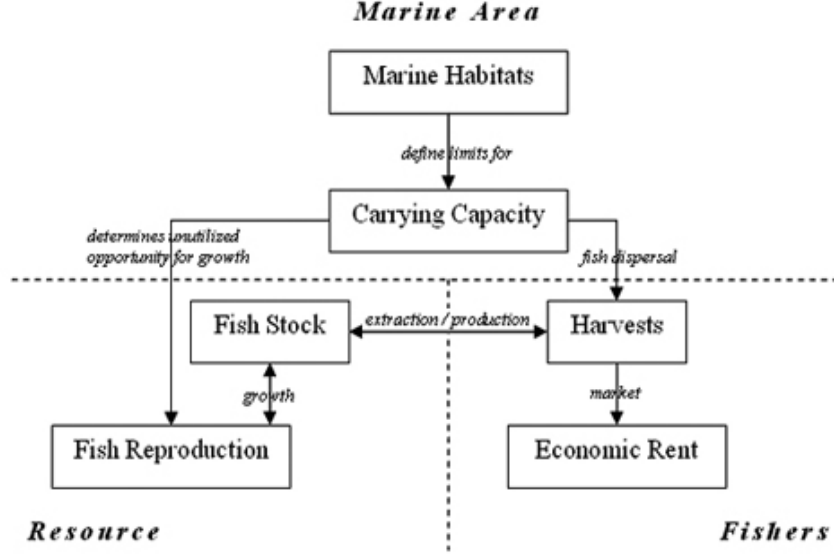 Marine Area
Marine Habitats
define limits for
Carrying Capacity
determines unutilized
opportunity for growth
fish dispersal
Fish Stock
extraction / production
Harvests
growth
market
Fish Reproduction
Economic Rent
Resource
Fishers